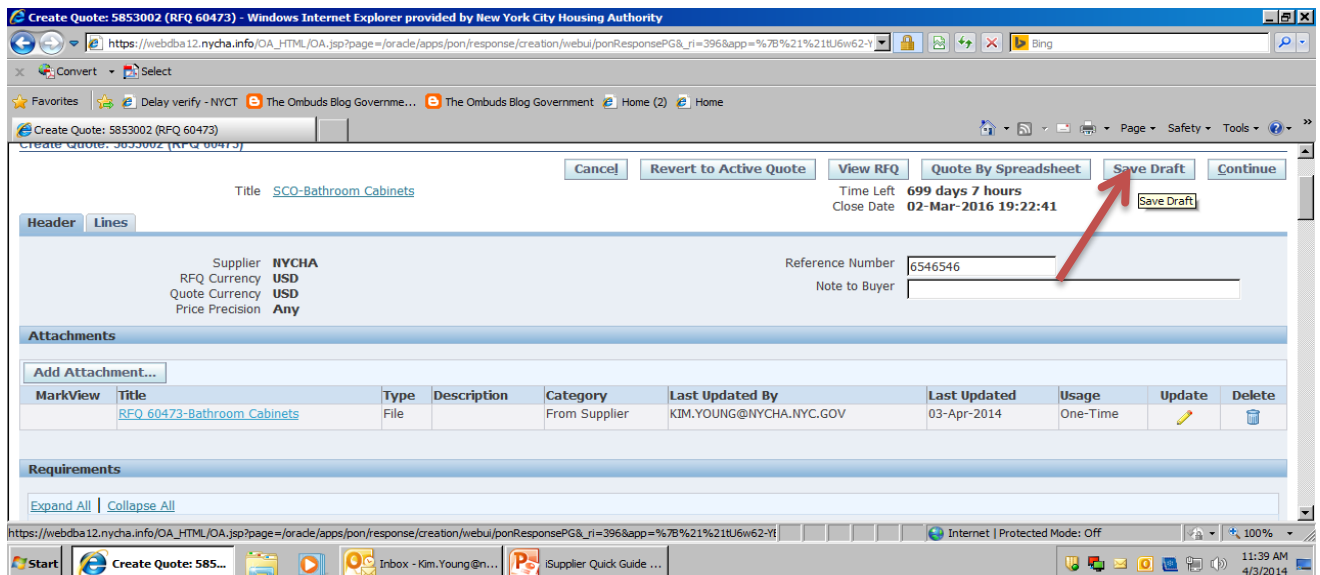 Create Quote: 5853002 (RFQ 60473) - Windows Internet Explorer provided by New York City Housing Authority
https://webdba12.nycha.info/OA_HTML/OA.jsp?page=/oracle/apps/pon/response/creation/webui/ponResponsePG&_ri=396&app=%7B%21%21tU6w62-Y
Bing
x Convert Select
Favorites Delay verify - NYCT The Ombuds Blog Governme... The Ombuds Blog Government Home (2) Home
Create Quote: 5853002 (RFQ 60473) Page Safety Tools
Create Quote: 5853002 (RFQ 60473)
Cancel Revert to Active Quote View RFQ Quote By Spreadsheet Save Draft Continue
Title SCO-Bathroom Cabinets Time Left 699 days 7 hours
Close Date 02-Mar-2016 19:22:41
Save Draft
Header Lines
Supplier NYCHA Reference Number 6546546
RFQ Currency USD
Quote Currency USD Note to Buyer
Price Precision Any
Attachments
Add Attachment...
MarkView Title Type Description Category Last Updated By Last Updated Usage Update Delete
RFQ 60473-Bathroom Cabinets File From Supplier KIM.YOUNG@NYCHA.NYC.GOV 03-Apr-2014 One-Time
Requirements
Expand All | Collapse All
https://webdba12.nycha.info/OA_HTML/OA.jsp?page=/oracle/apps/pon/response/creation/webui/ponResponsePG&_ri=396&app=%7B%21%21tU6w62-YE Internet | Protected Mode: Off 100%
Start Create Quote: 585... Inbox - Kim.Young@n... iSupplier Quick Guide ... 11:39 AM
4/3/2014